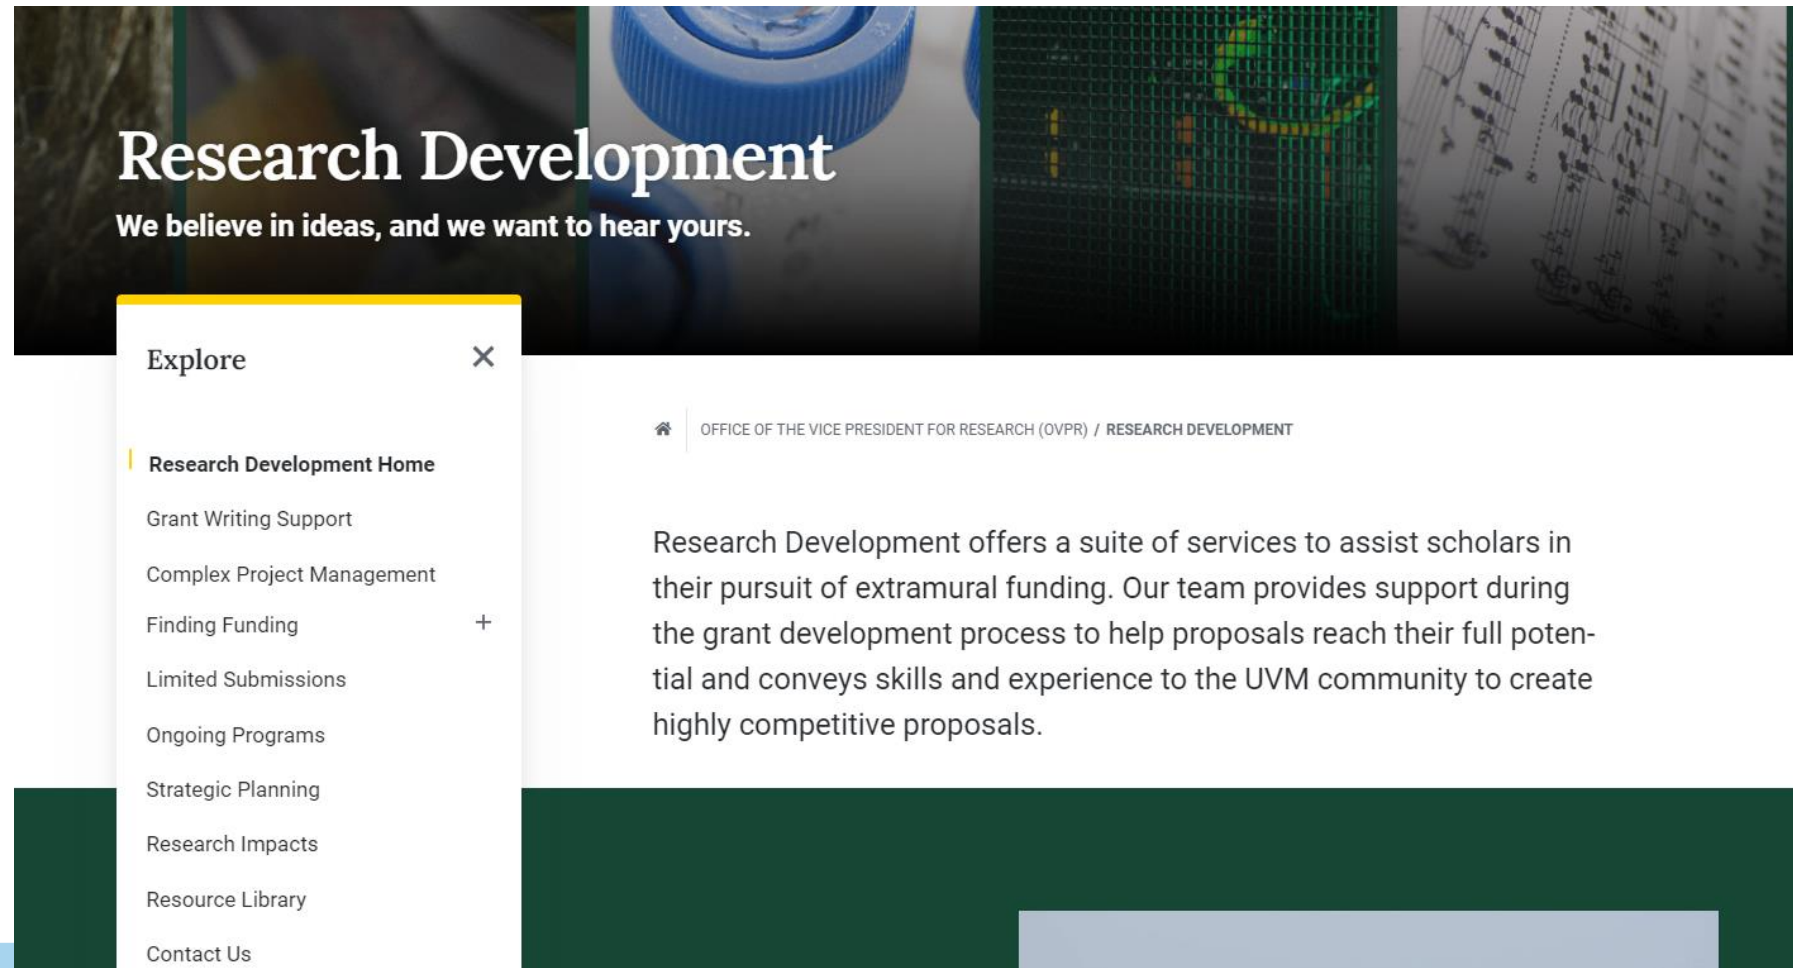 Research Development
We believe in ideas, and we want to hear yours.
Explore
Research Development Home
Grant Writing Support
Complex Project Management
Finding Funding
Limited Submissions
Ongoing Programs
Strategic Planning
Research Impacts
Resource Library
Contact Us
OFFICE OF THE VICE PRESIDENT FOR RESEARCH (OVPR) / RESEARCH DEVELOPMENT
Research Development offers a suite of services to assist scholars in
their pursuit of extramural funding. Our team provides support during
the grant development process to help proposals reach their full poten-
tial and conveys skills and experience to the UVM community to create
highly competitive proposals.